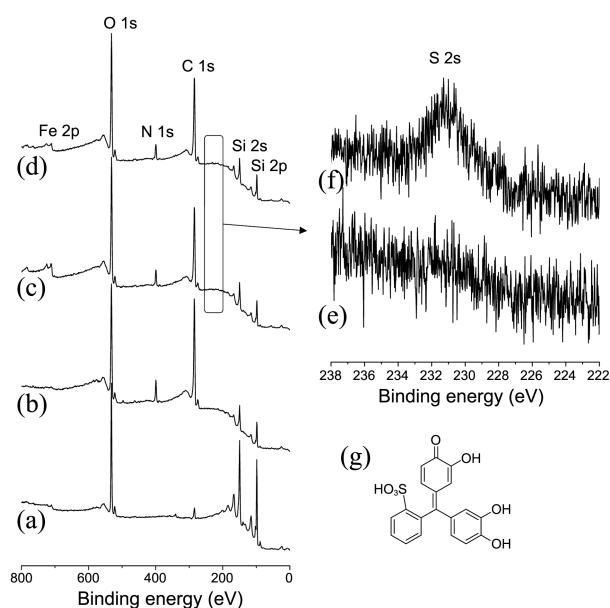 O 1s
C 1s
Fe 2p
N 1s
Si 2s
Si 2p
(d)
(c)
(b)
(a)
800 600 400 200 0
Binding energy (eV)
S 2s
(f)
(e)
238 236 234 232 230 228 226 224 222
Binding energy (eV)
(g)
O
OH
HO₃S
OH
OH